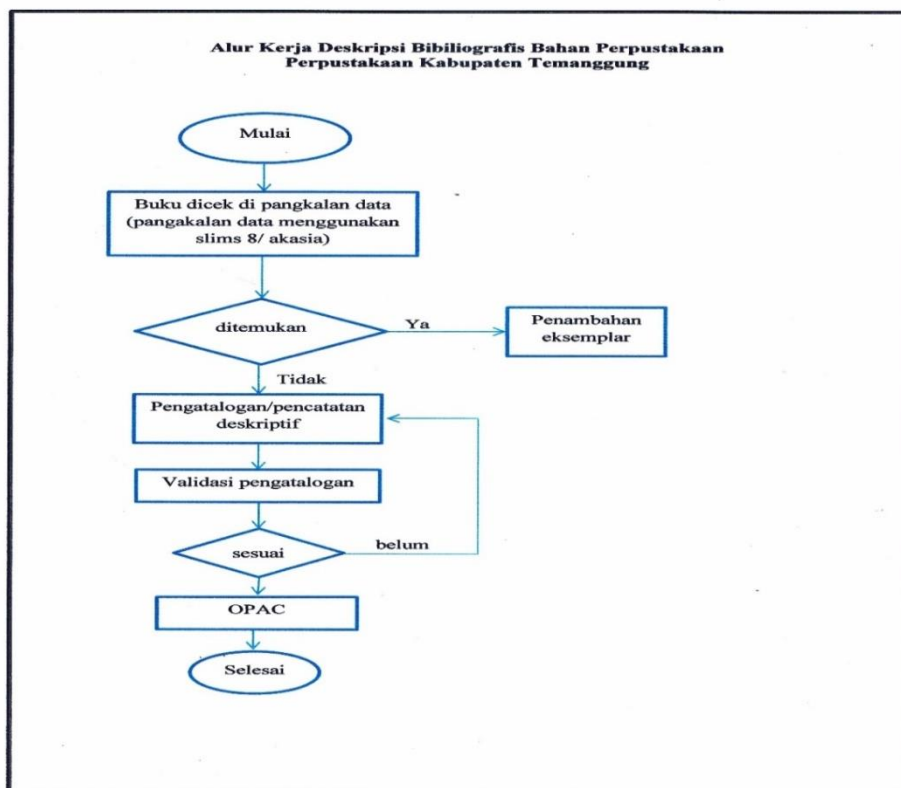 Alur Kerja Deskripsi Bibiliografis Bahan Perpustakaan
Perpustakaan Kabupaten Temanggung
Mulai
Buku dicek di pangkalan data
(pangakalan data menggunakan
slims 8/ akasia)
ditemukan
Ya
Penambahan
eksemplar
Tidak
Pengatalogan/pencatatan
deskriptif
Validasi pengatalogan
sesuai
belum
OPAC
Selesai